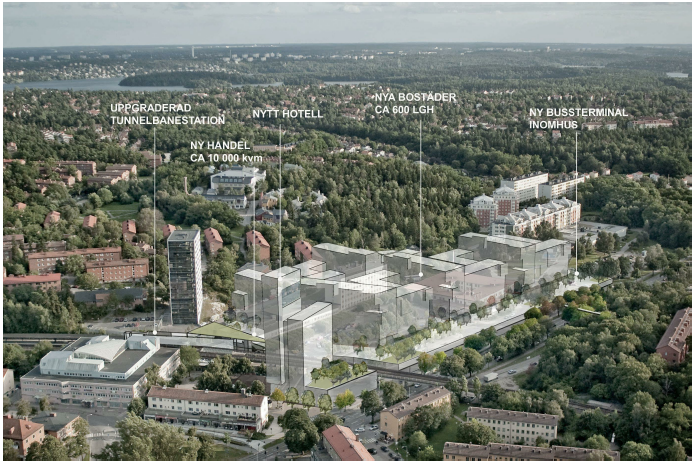 UPPGRADERAD
TUNNELBANESTATION
NY HANDEL
CA 10 000 kvm
NYTT HOTELL
NYA BOSTÄDER
CA 600 LGH
NY BUSSTERMINAL
INOMHUS